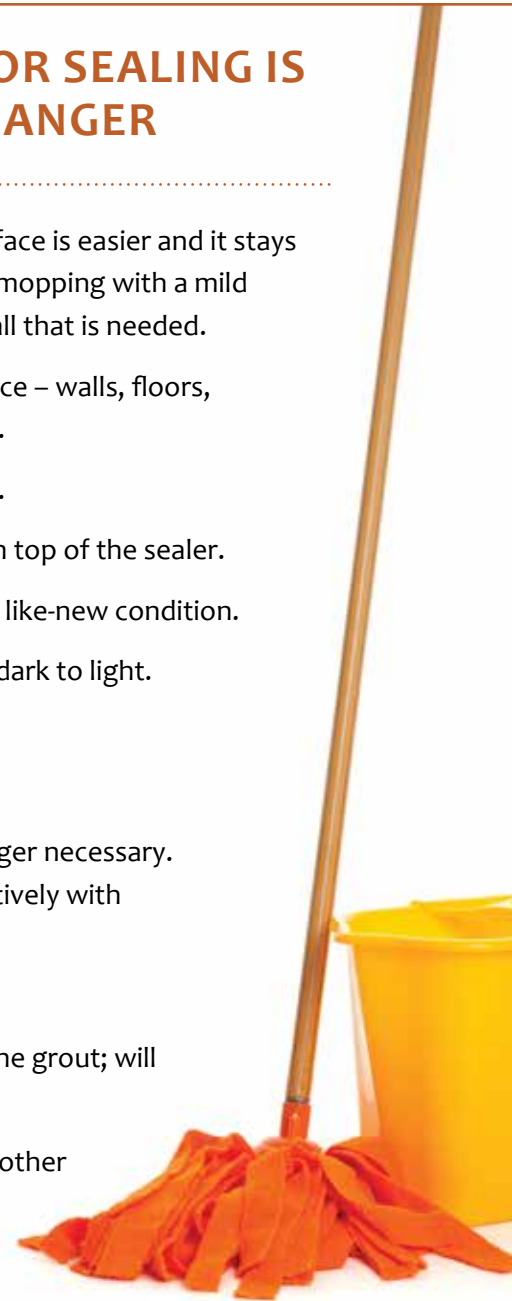 OR SEALING IS
ANGER
face is easier and it stays
mopping with a mild
all that is needed.
ce – walls, floors,
.
.
n top of the sealer.
like-new condition.
dark to light.
ger necessary.
tively with
he grout; will
other